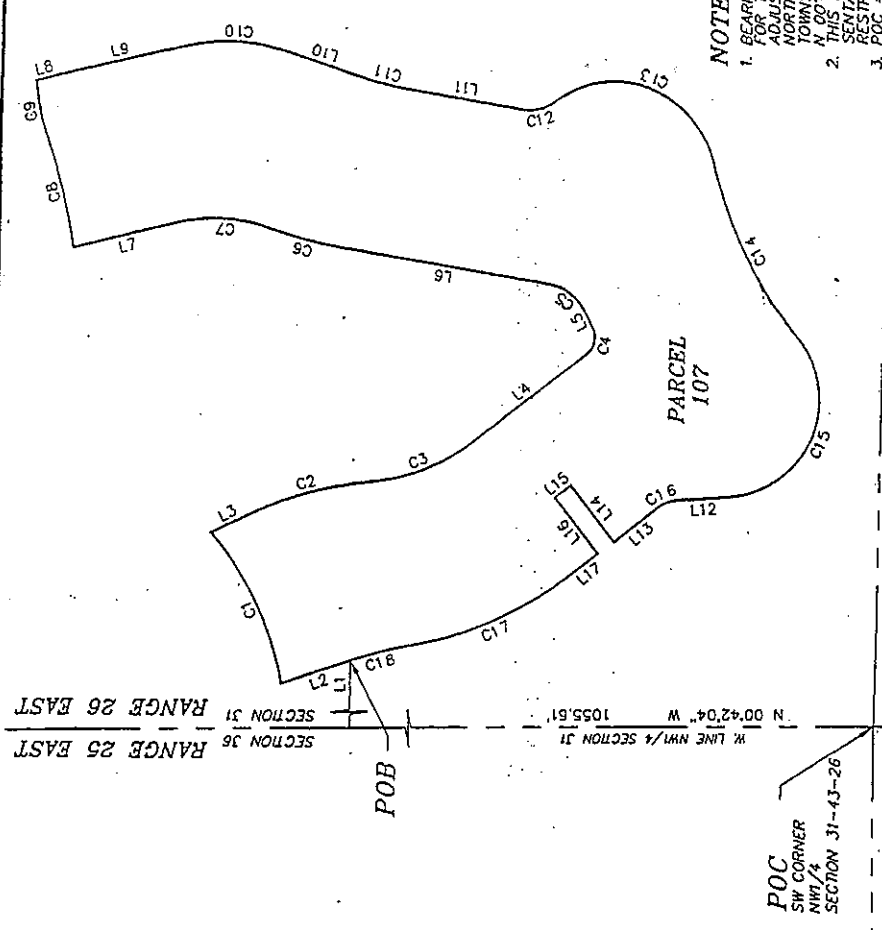 RANGE 25 EAST
RANGE 26 EAST
SECTION 36
SECTION 31
POB
L1
L2
C1
L3
C2
C3
L4
C4
L5
C5
L6
C6
C7
L7
C8
C9
L8
L9
C10
L10
C11
L11
C12
C13
C14
C15
L12
C16
L13
L14
L15
L16
L17
C17
C18
PARCEL
107
W. LINE NW1/4 SECTION 31
N 00°42'04" W 1055.61'
POC
SW CORNER
NW1/4
SECTION 31-43-26
NOTE
1. BEARI
FOR
ADJUS
NORT
TOWNS
N 00°
2. THIS
SENTA
RESTR
3. POC